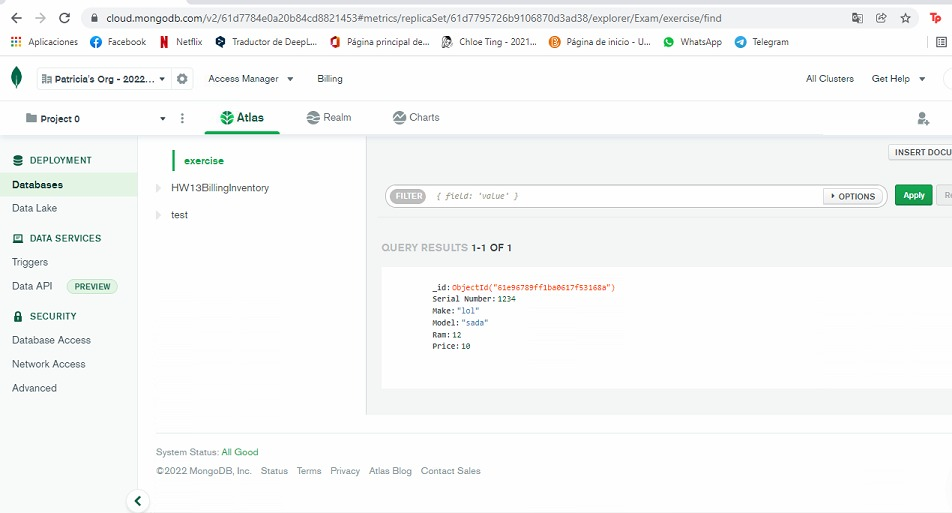 cloud.mongodb.com/v2/61d7784e0a20b84cd8821453#metrics/replicaSet/61d7795726b9106870d3ad38/explorer/Exam/exercise/find
Aplicaciones Facebook Netflix Traductor de DeepL... Página principal de... Chloe Ting - 2021... Página de inicio - U... WhatsApp Telegram
Patricia's Org - 2022... Access Manager Billing All Clusters Get Help
Project 0 Atlas Realm Charts
DEPLOYMENT
Databases
Data Lake
DATA SERVICES
Triggers
Data API PREVIEW
SECURITY
Database Access
Network Access
Advanced
exercise
HW13BillingInventory
test
INSERT DOCU
FILTER { field: 'value' } OPTIONS Apply Re
QUERY RESULTS 1-1 OF 1
_id: ObjectId("61e96789ff1ba0617f53168a")
Serial Number: 1234
Make: "lol"
Model: "sada"
Ram: 12
Price: 10
System Status: All Good
©2022 MongoDB, Inc. Status Terms Privacy Atlas Blog Contact Sales